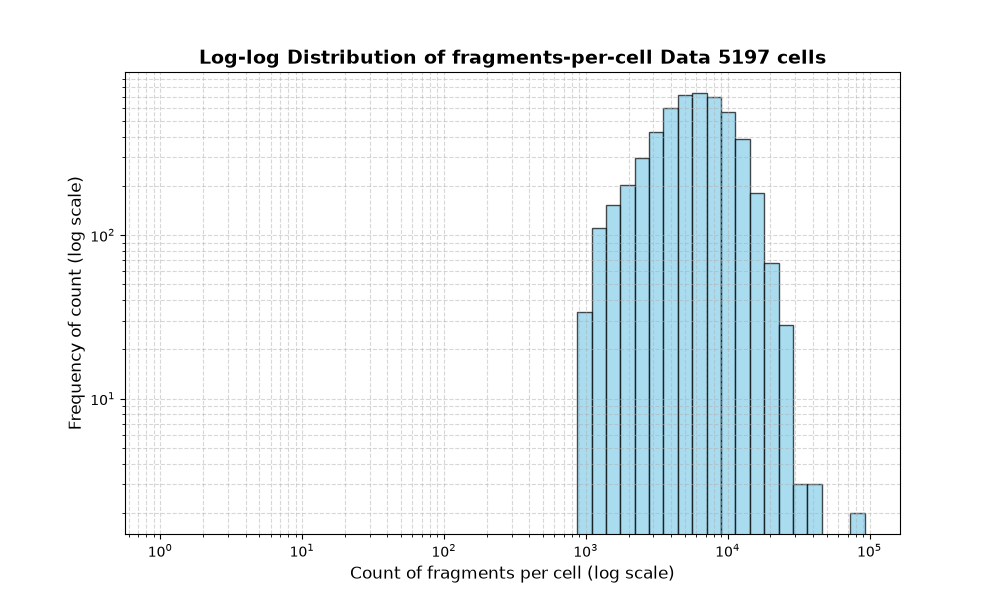 Log-log Distribution of fragments-per-cell Data 5197 cells
Frequency of count (log scale)
10²
10¹
10⁰ 10¹ 10² 10³ 10⁴ 10⁵
Count of fragments per cell (log scale)